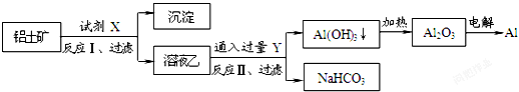 铝土矿
试剂 X
反应Ⅰ、过滤
沉淀
溶液乙
通入过量 Y
反应Ⅱ、过滤
Al(OH)₃↓
NaHCO₃
加热
Al₂O₃
电解
Al